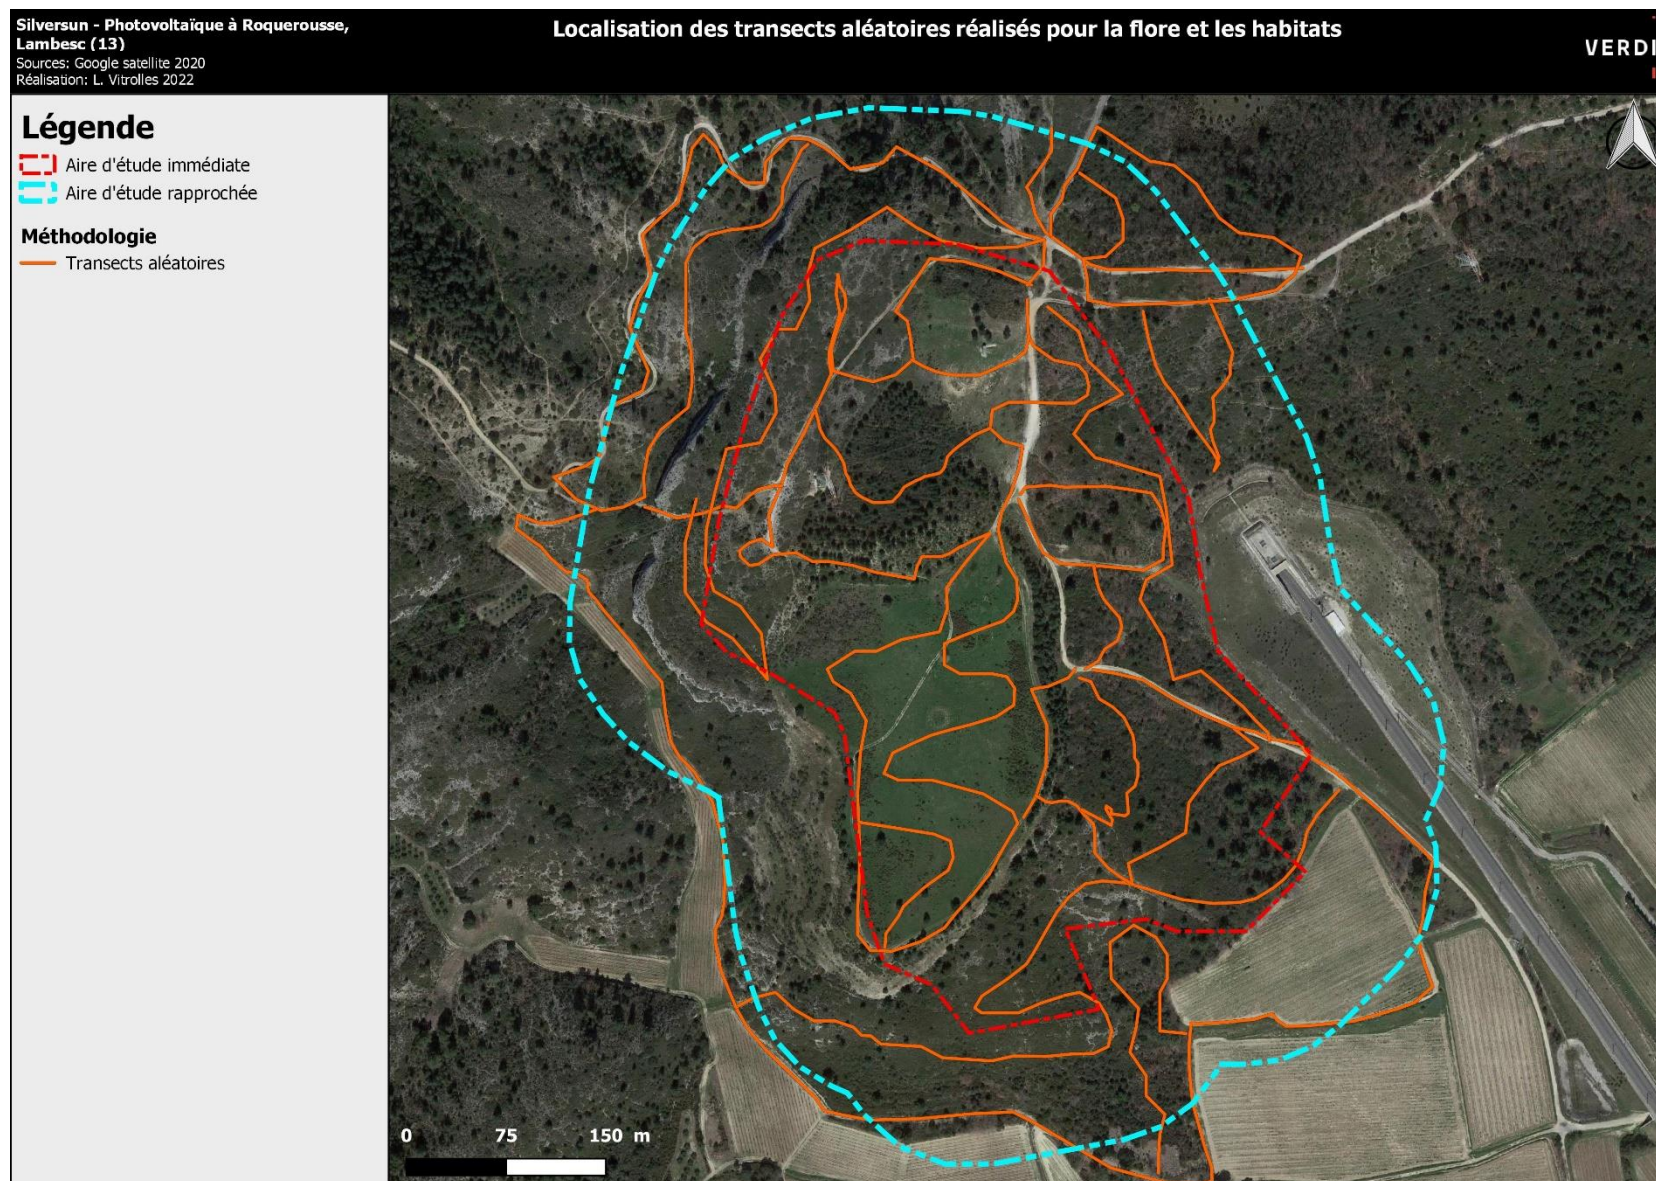 Silversun - Photovoltaïque à Roquerousse,
Lambesc (13)
Sources: Google satellite 2020
Réalisation: L. Vitrolles 2022
Localisation des transects aléatoires réalisés pour la flore et les habitats
VERDI
Légende
Aire d'étude immédiate
Aire d'étude rapprochée
Méthodologie
Transects aléatoires
0 75 150 m